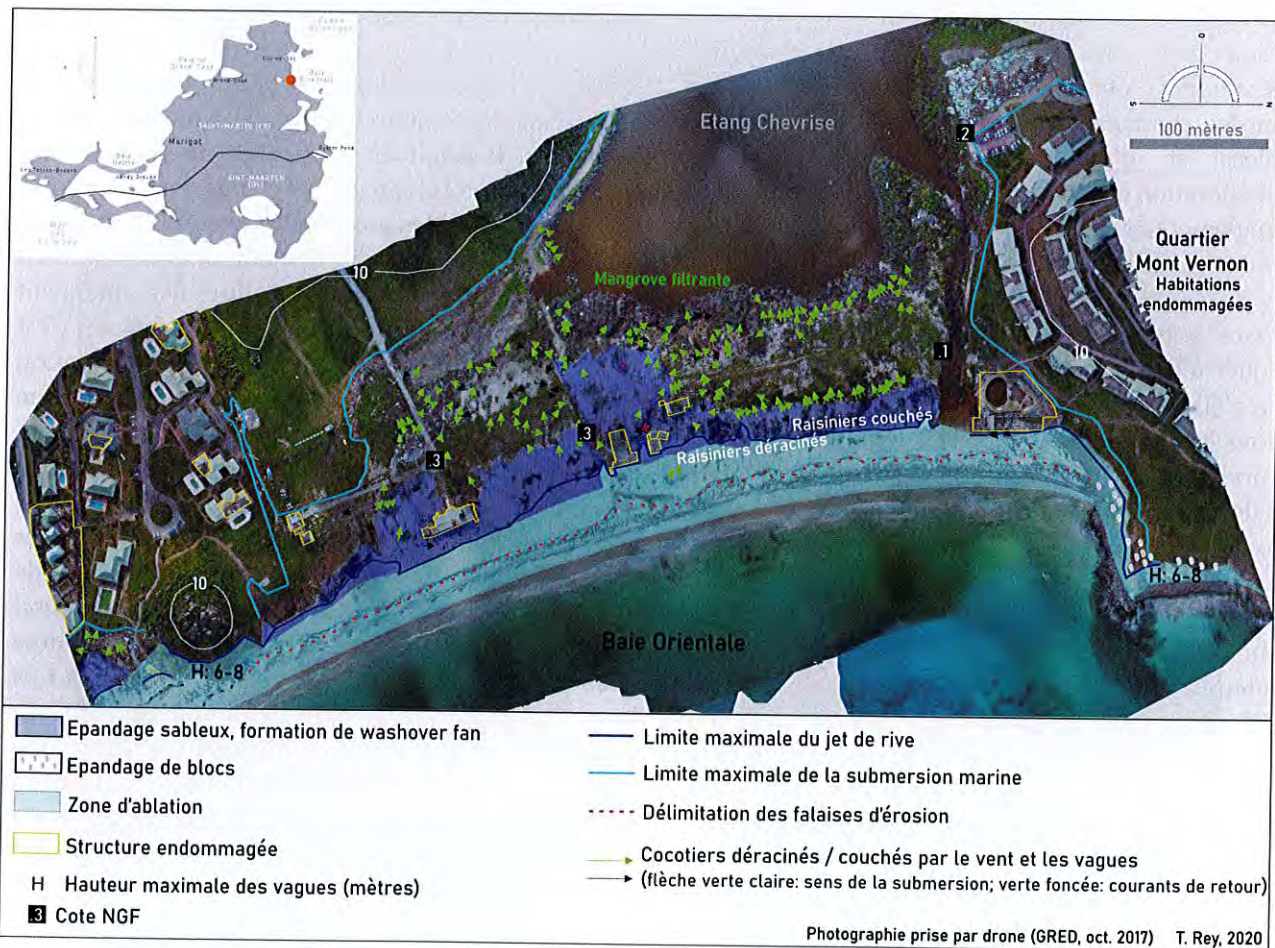 SAINT-MARTIN (FR)
Marigot
SINT-MAARTEN
(NL)
Oyster Pond
Etang Chevrise
O
S
N
100 mètres
.2
Quartier
Mont Vernon
Habitations
endommagées
10
Mangrove filtrante
.1
10
Raisiniers couchés
.3
Raisiniers déracinés
.3
10
H: 6-8
H: 6-8
Baie Orientale
Epandage sableux, formation de washover fan
Epandage de blocs
Zone d'ablation
Structure endommagée
H Hauteur maximale des vagues (mètres)
.3 Cote NGF
Limite maximale du jet de rive
Limite maximale de la submersion marine
Délimitation des falaises d'érosion
Cocotiers déracinés / couchés par le vent et les vagues
(flèche verte claire: sens de la submersion; verte foncée: courants de retour)
Photographie prise par drone (GRED, oct. 2017) T. Rey, 2020